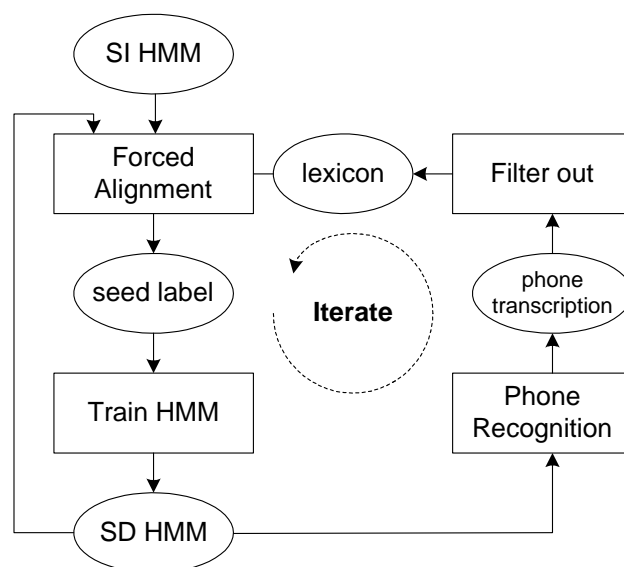 SI HMM
Forced
Alignment
lexicon
Filter out
seed label
Iterate
phone
transcription
Train HMM
Phone
Recognition
SD HMM